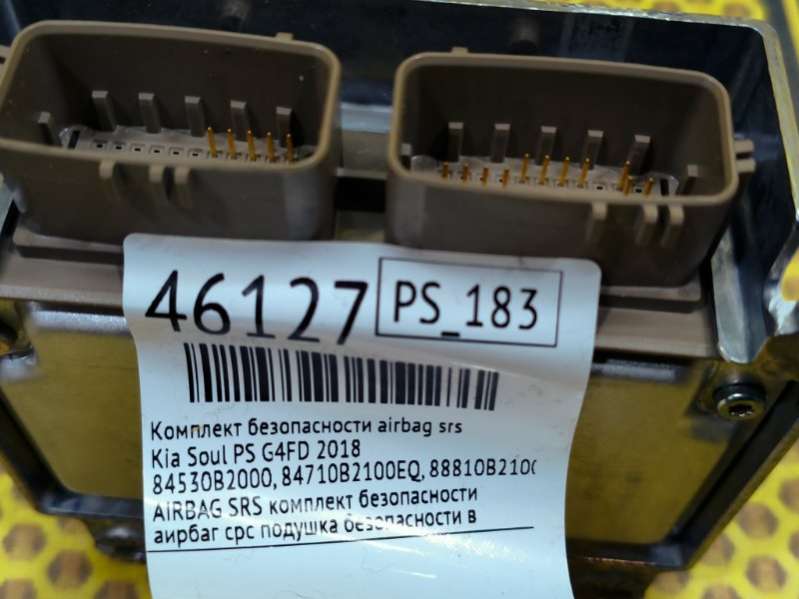 46127 PS_183
Комплект безопасности airbag srs
Kia Soul PS G4FD 2018
84530B2000, 84710B2100EQ, 88810B210
AIRBAG SRS комплект безопасности
аирбаг срс подушка безопасности в